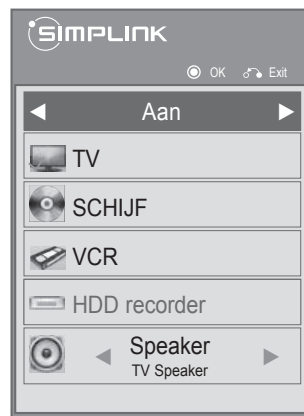 SIMPLINK
OK Exit
Aan
TV
SCHIJF
VCR
HDD recorder
Speaker
TV Speaker